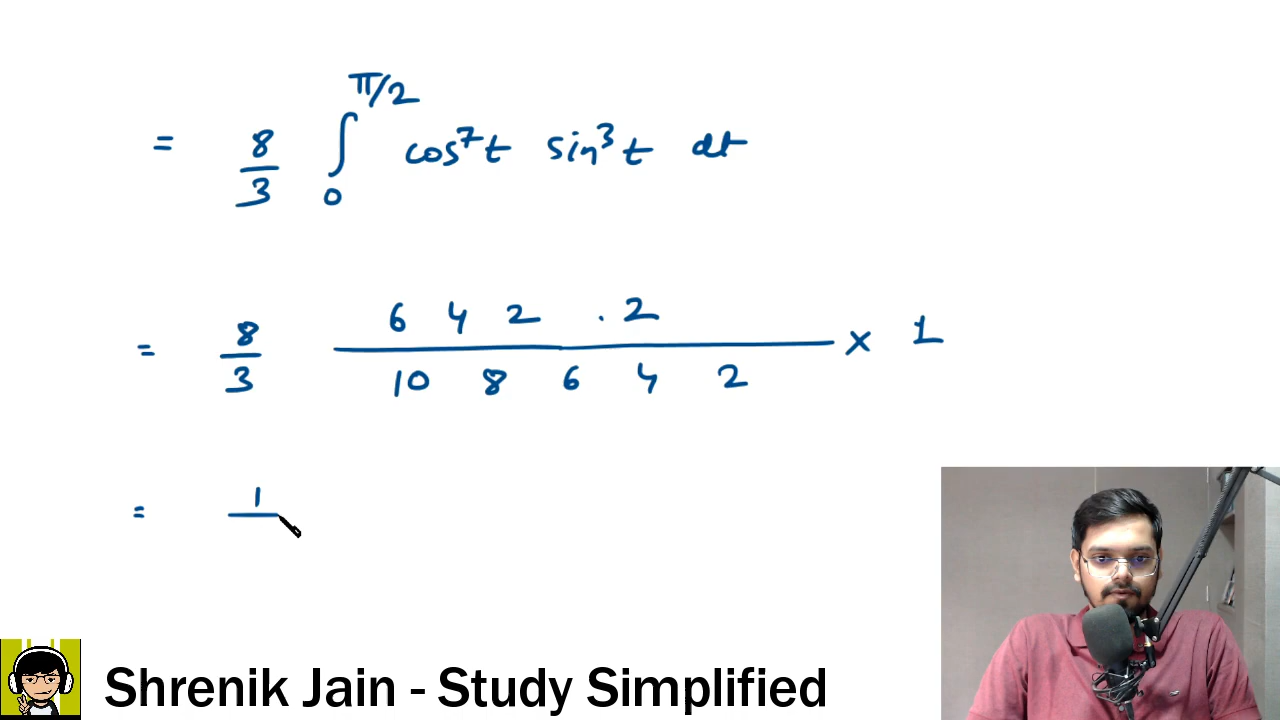 = 8/3 ∫₀^(π/2) cos⁷t sin³t dt
= 8/3 (6 4 2 . 2)/(10 8 6 4 2) × 1
= 1/
Shrenik Jain - Study Simplified